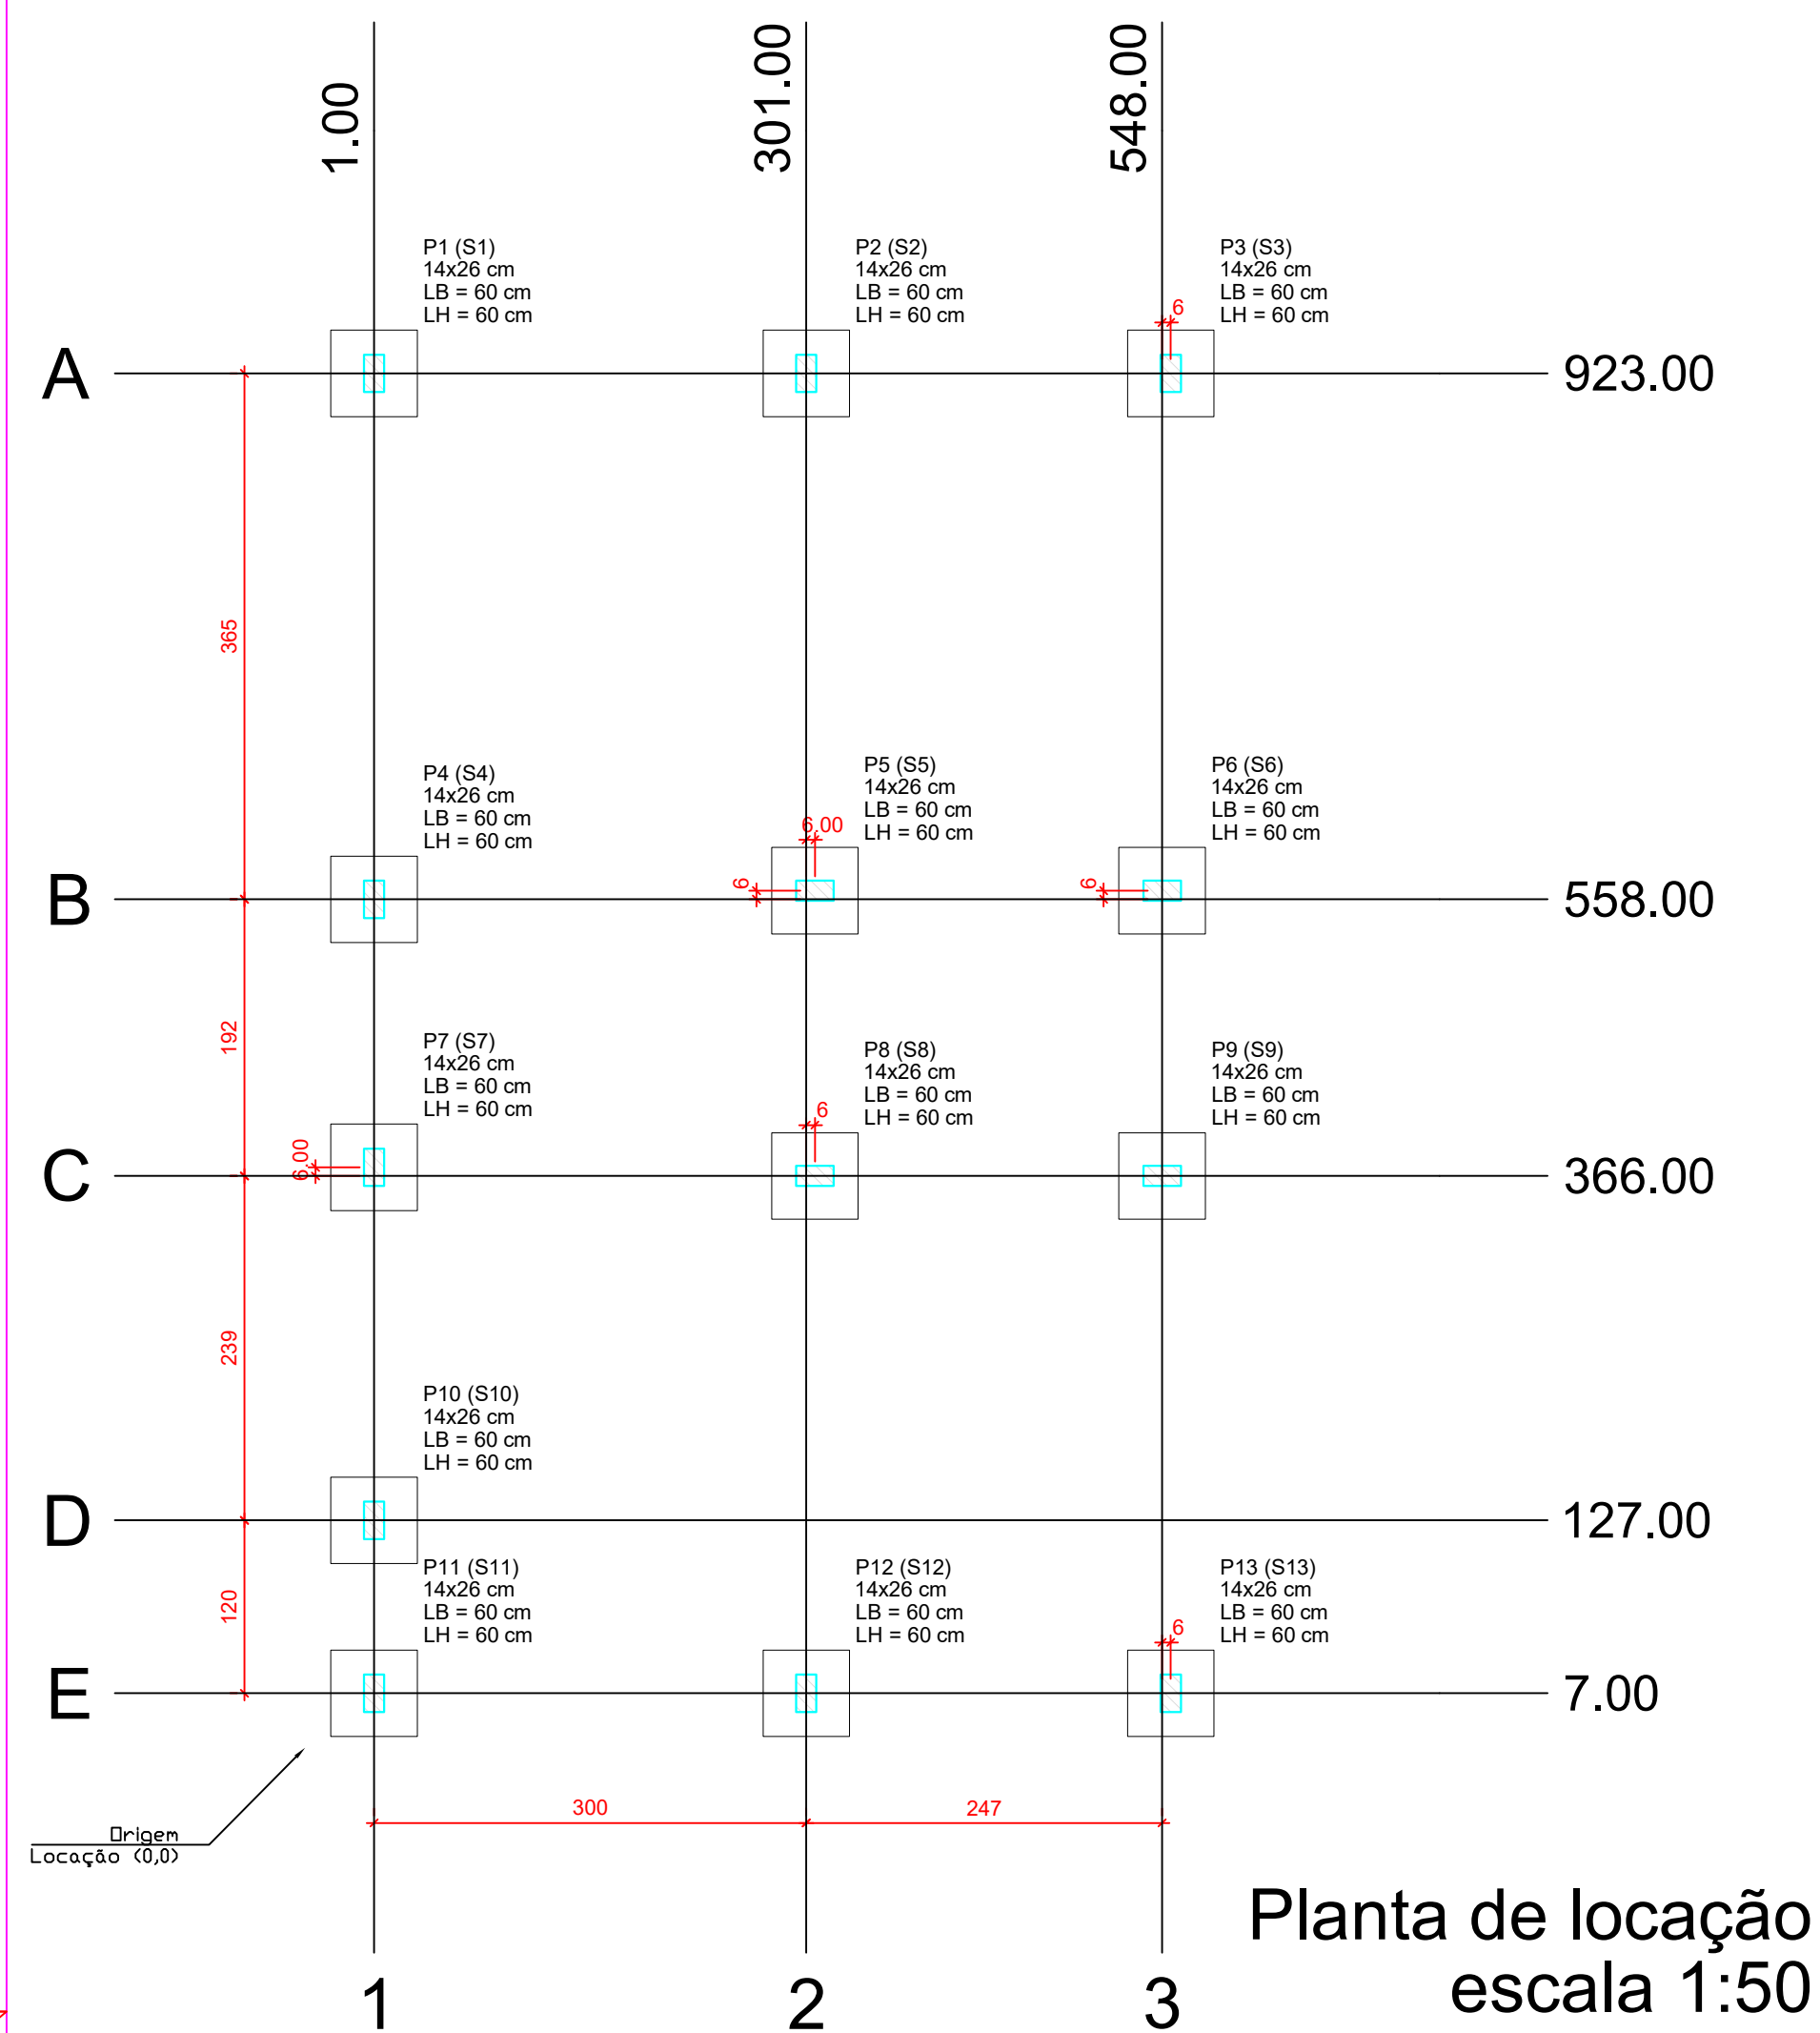 1.00
301.00
548.00
P1 (S1)
14x26 cm
LB = 60 cm
LH = 60 cm
P2 (S2)
14x26 cm
LB = 60 cm
LH = 60 cm
P3 (S3)
14x26 cm
LB = 60 cm
LH = 60 cm
6
A
923.00
365
P4 (S4)
14x26 cm
LB = 60 cm
LH = 60 cm
P5 (S5)
14x26 cm
LB = 60 cm
LH = 60 cm
6.00
6
P6 (S6)
14x26 cm
LB = 60 cm
LH = 60 cm
6
B
558.00
192
P7 (S7)
14x26 cm
LB = 60 cm
LH = 60 cm
6.00
P8 (S8)
14x26 cm
LB = 60 cm
LH = 60 cm
6
P9 (S9)
14x26 cm
LB = 60 cm
LH = 60 cm
C
366.00
239
P10 (S10)
14x26 cm
LB = 60 cm
LH = 60 cm
D
127.00
120
P11 (S11)
14x26 cm
LB = 60 cm
LH = 60 cm
P12 (S12)
14x26 cm
LB = 60 cm
LH = 60 cm
P13 (S13)
14x26 cm
LB = 60 cm
LH = 60 cm
6
E
7.00
300
247
Origem
Locação (0,0)
Planta de locação
escala 1:50
1
2
3